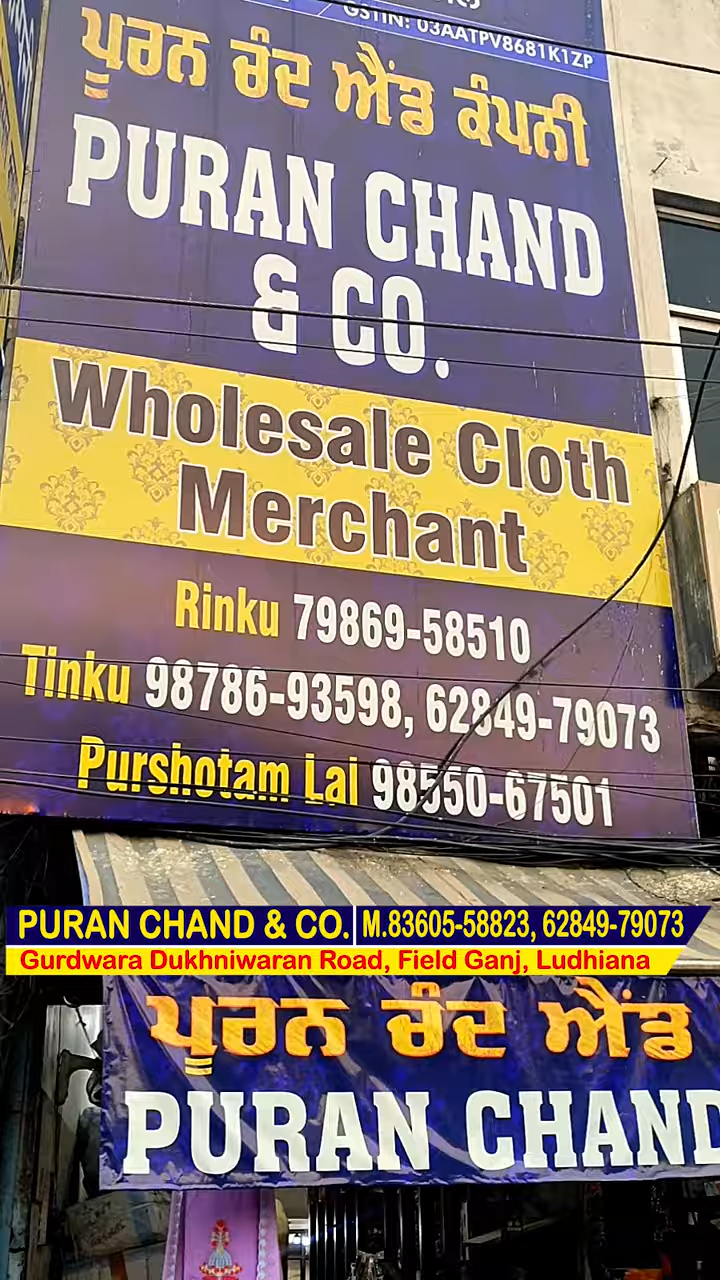 GSTIN: 03AATPV8681K1ZP
ਪੂਰਨ ਚੰਦ ਐਂਡ ਕੰਪਨੀ
PURAN CHAND
& CO.
Wholesale Cloth
Merchant
Rinku 79869-58510
Tinku 98786-93598, 62849-79073
Purshotam Lal 98550-67501
PURAN CHAND & CO. M.83605-58823, 62849-79073
Gurdwara Dukhniwaran Road, Field Ganj, Ludhiana
ਪੂਰਨ ਚੰਦ ਐਂਡ
PURAN CHAND